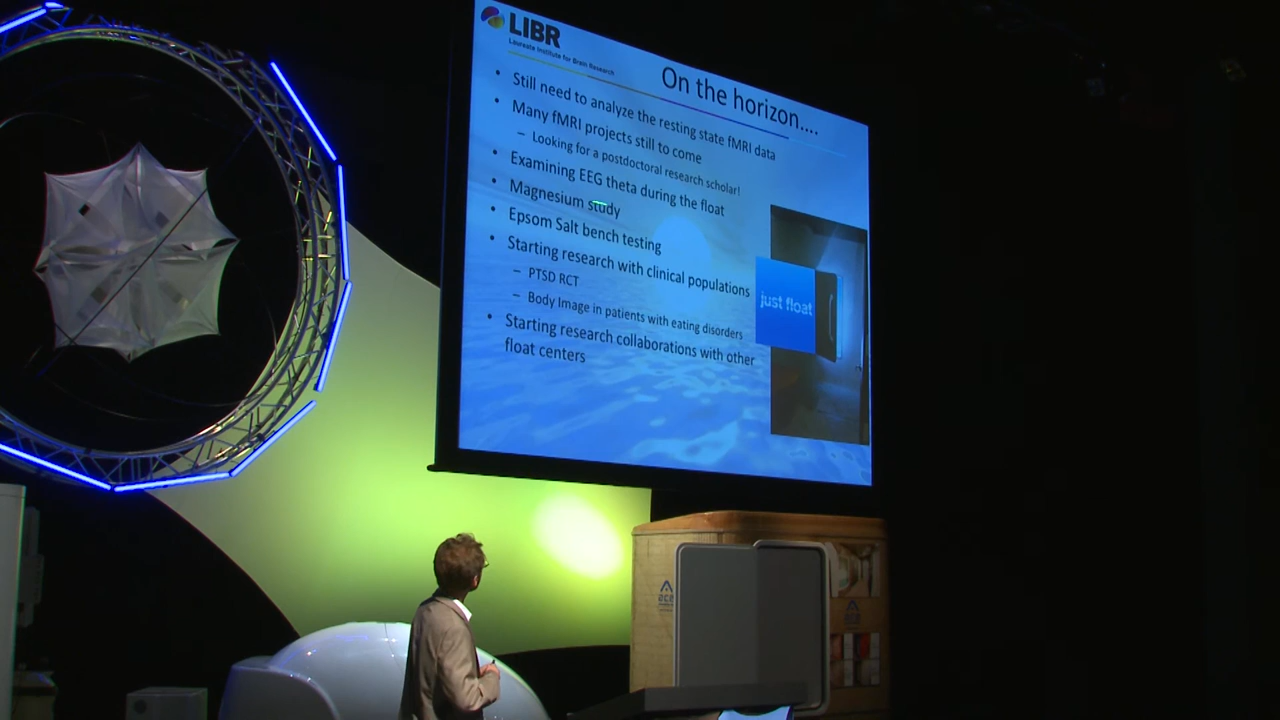 LIBR
Laureate Institute for Brain Research
On the horizon....
• Still need to analyze the resting state fMRI data
• Many fMRI projects still to come
– Looking for a postdoctoral research scholar!
• Examining EEG theta during the float
• Magnesium study
• Epsom Salt bench testing
• Starting research with clinical populations
– PTSD RCT
– Body Image in patients with eating disorders
• Starting research collaborations with other
float centers
just float